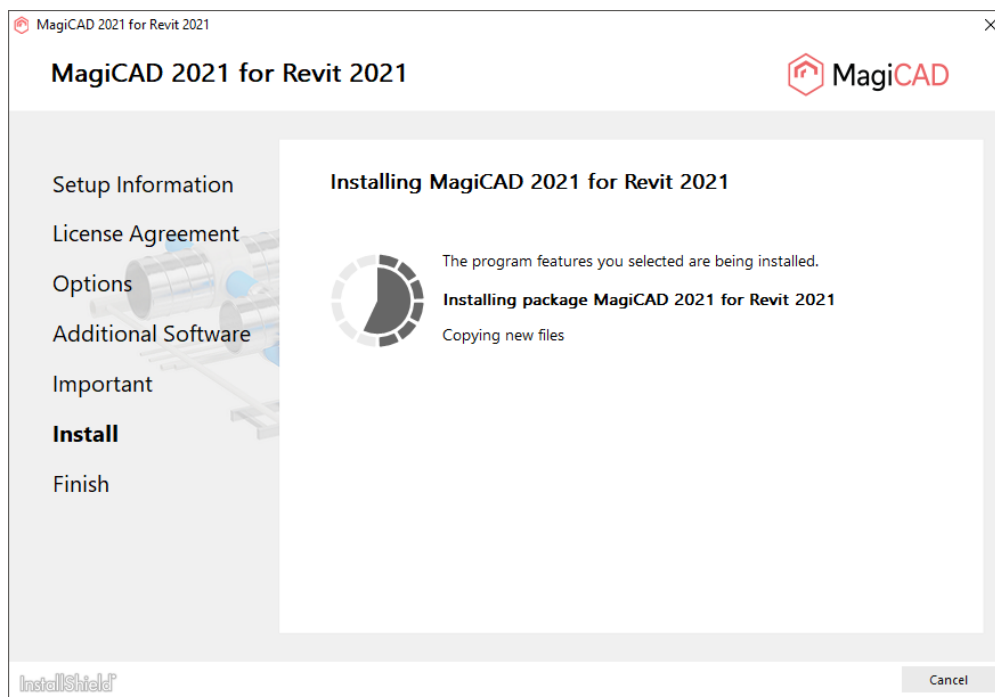 MagiCAD 2021 for Revit 2021
MagiCAD 2021 for Revit 2021
MagiCAD
Setup Information
License Agreement
Options
Additional Software
Important
Install
Finish
Installing MagiCAD 2021 for Revit 2021
The program features you selected are being installed.
Installing package MagiCAD 2021 for Revit 2021
Copying new files
InstallShield
Cancel